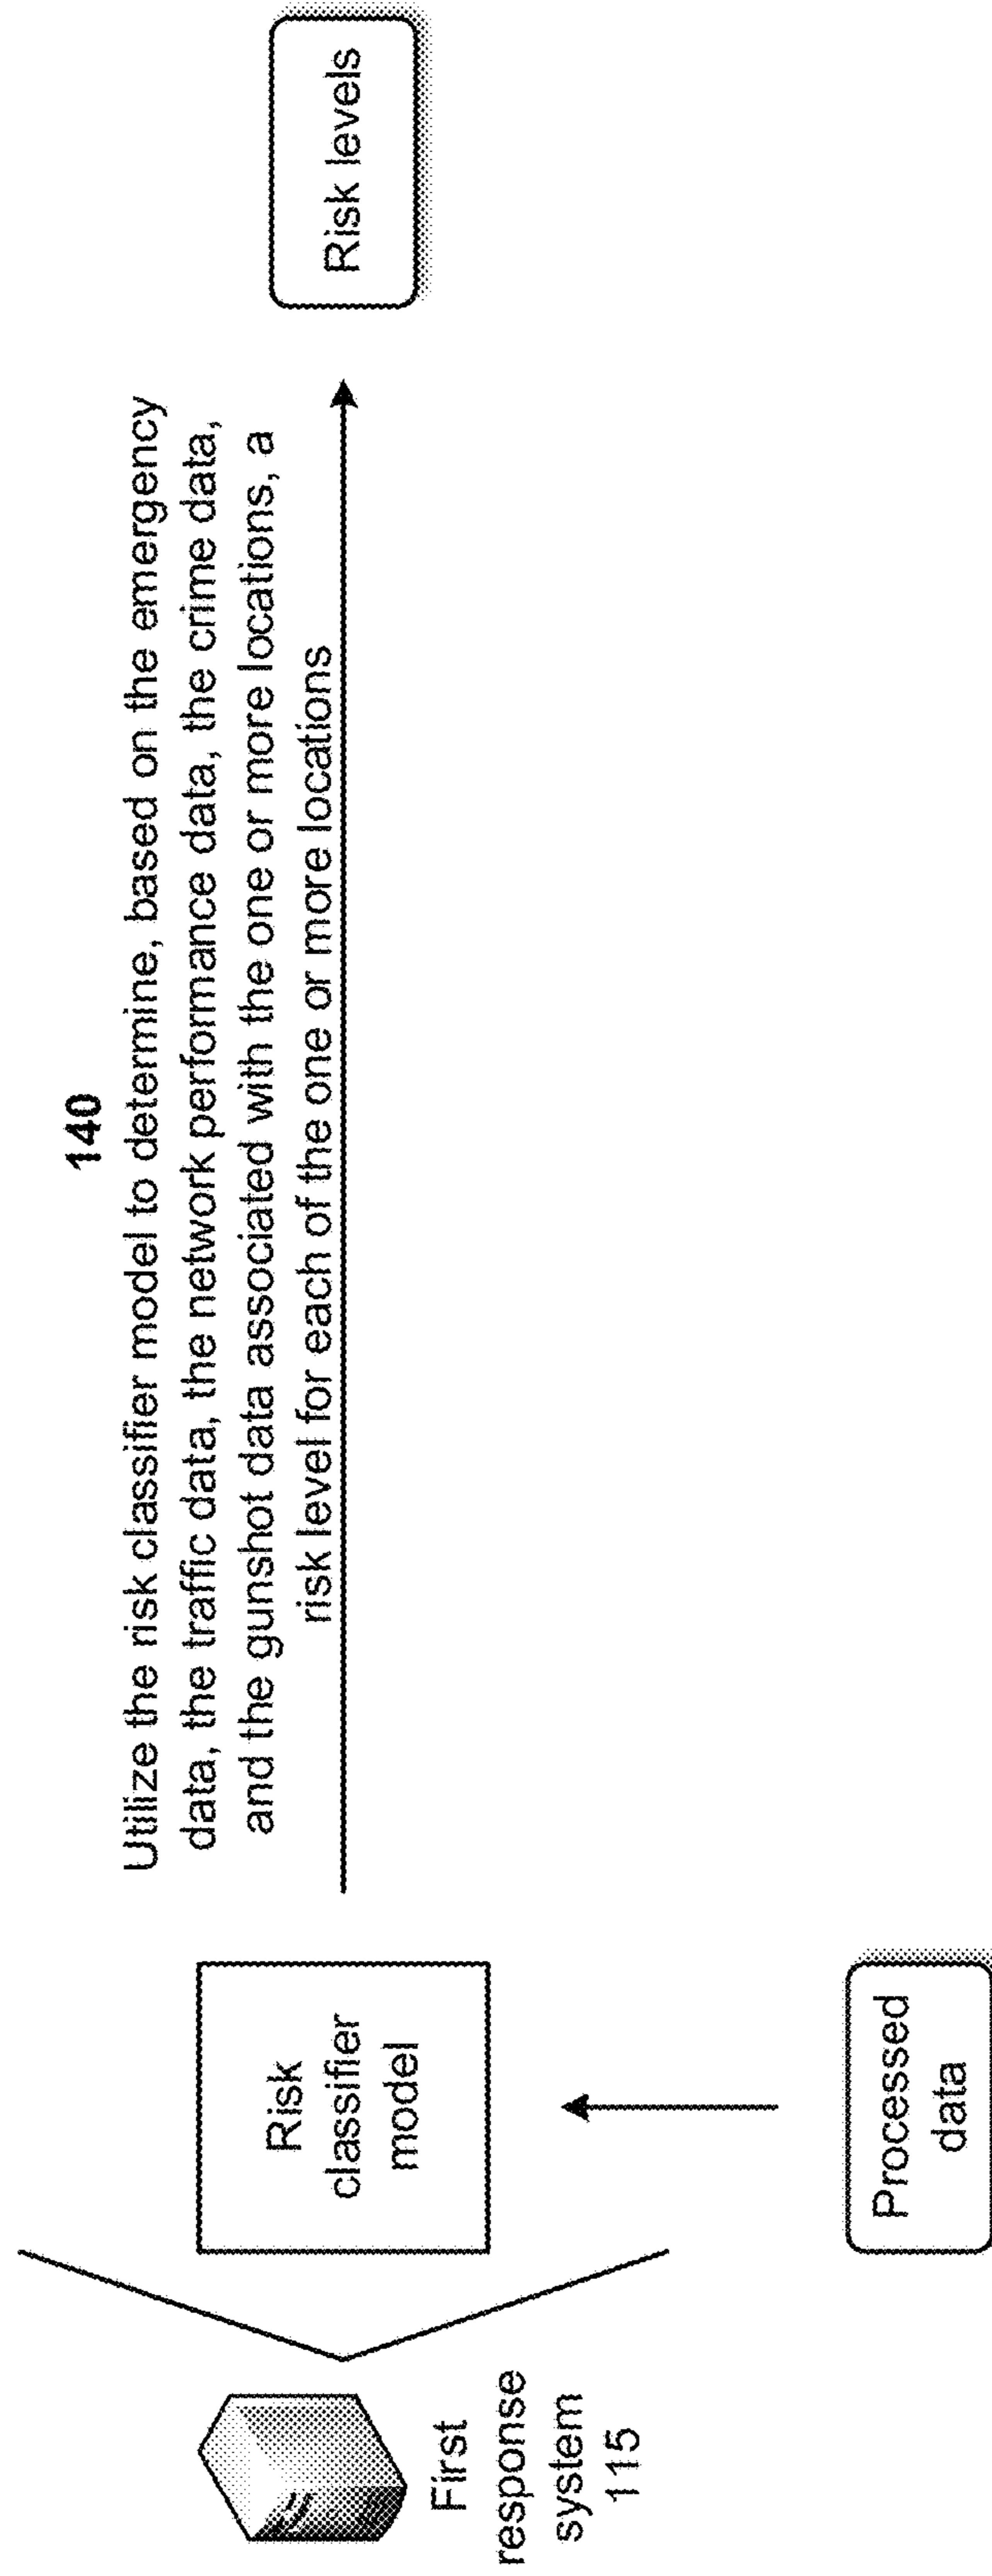 140
Utilize the risk classifier model to determine, based on the emergency
data, the traffic data, the network performance data, the crime data,
and the gunshot data associated with the one or more locations, a
risk level for each of the one or more locations
Risk
classifier
model
Risk levels
First
response
system
115
Processed
data